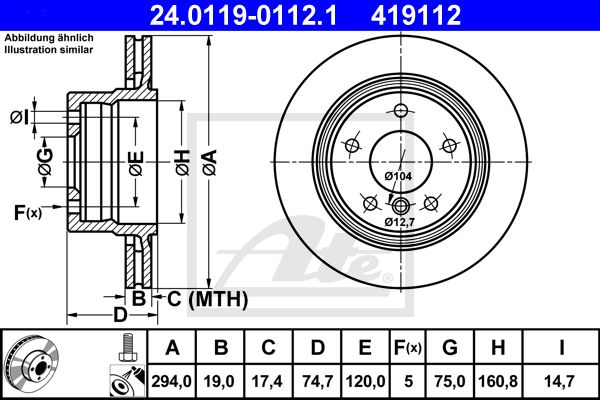 24.0119-0112.1 419112
Abbildung ähnlich
Illustration similar
ØI
ØG
ØE
ØH
ØA
F(x)
Ø104
Ø12,7
B
C (MTH)
D
Ate
A B C D E F(x) G H I
294,0 19,0 17,4 74,7 120,0 5 75,0 160,8 14,7